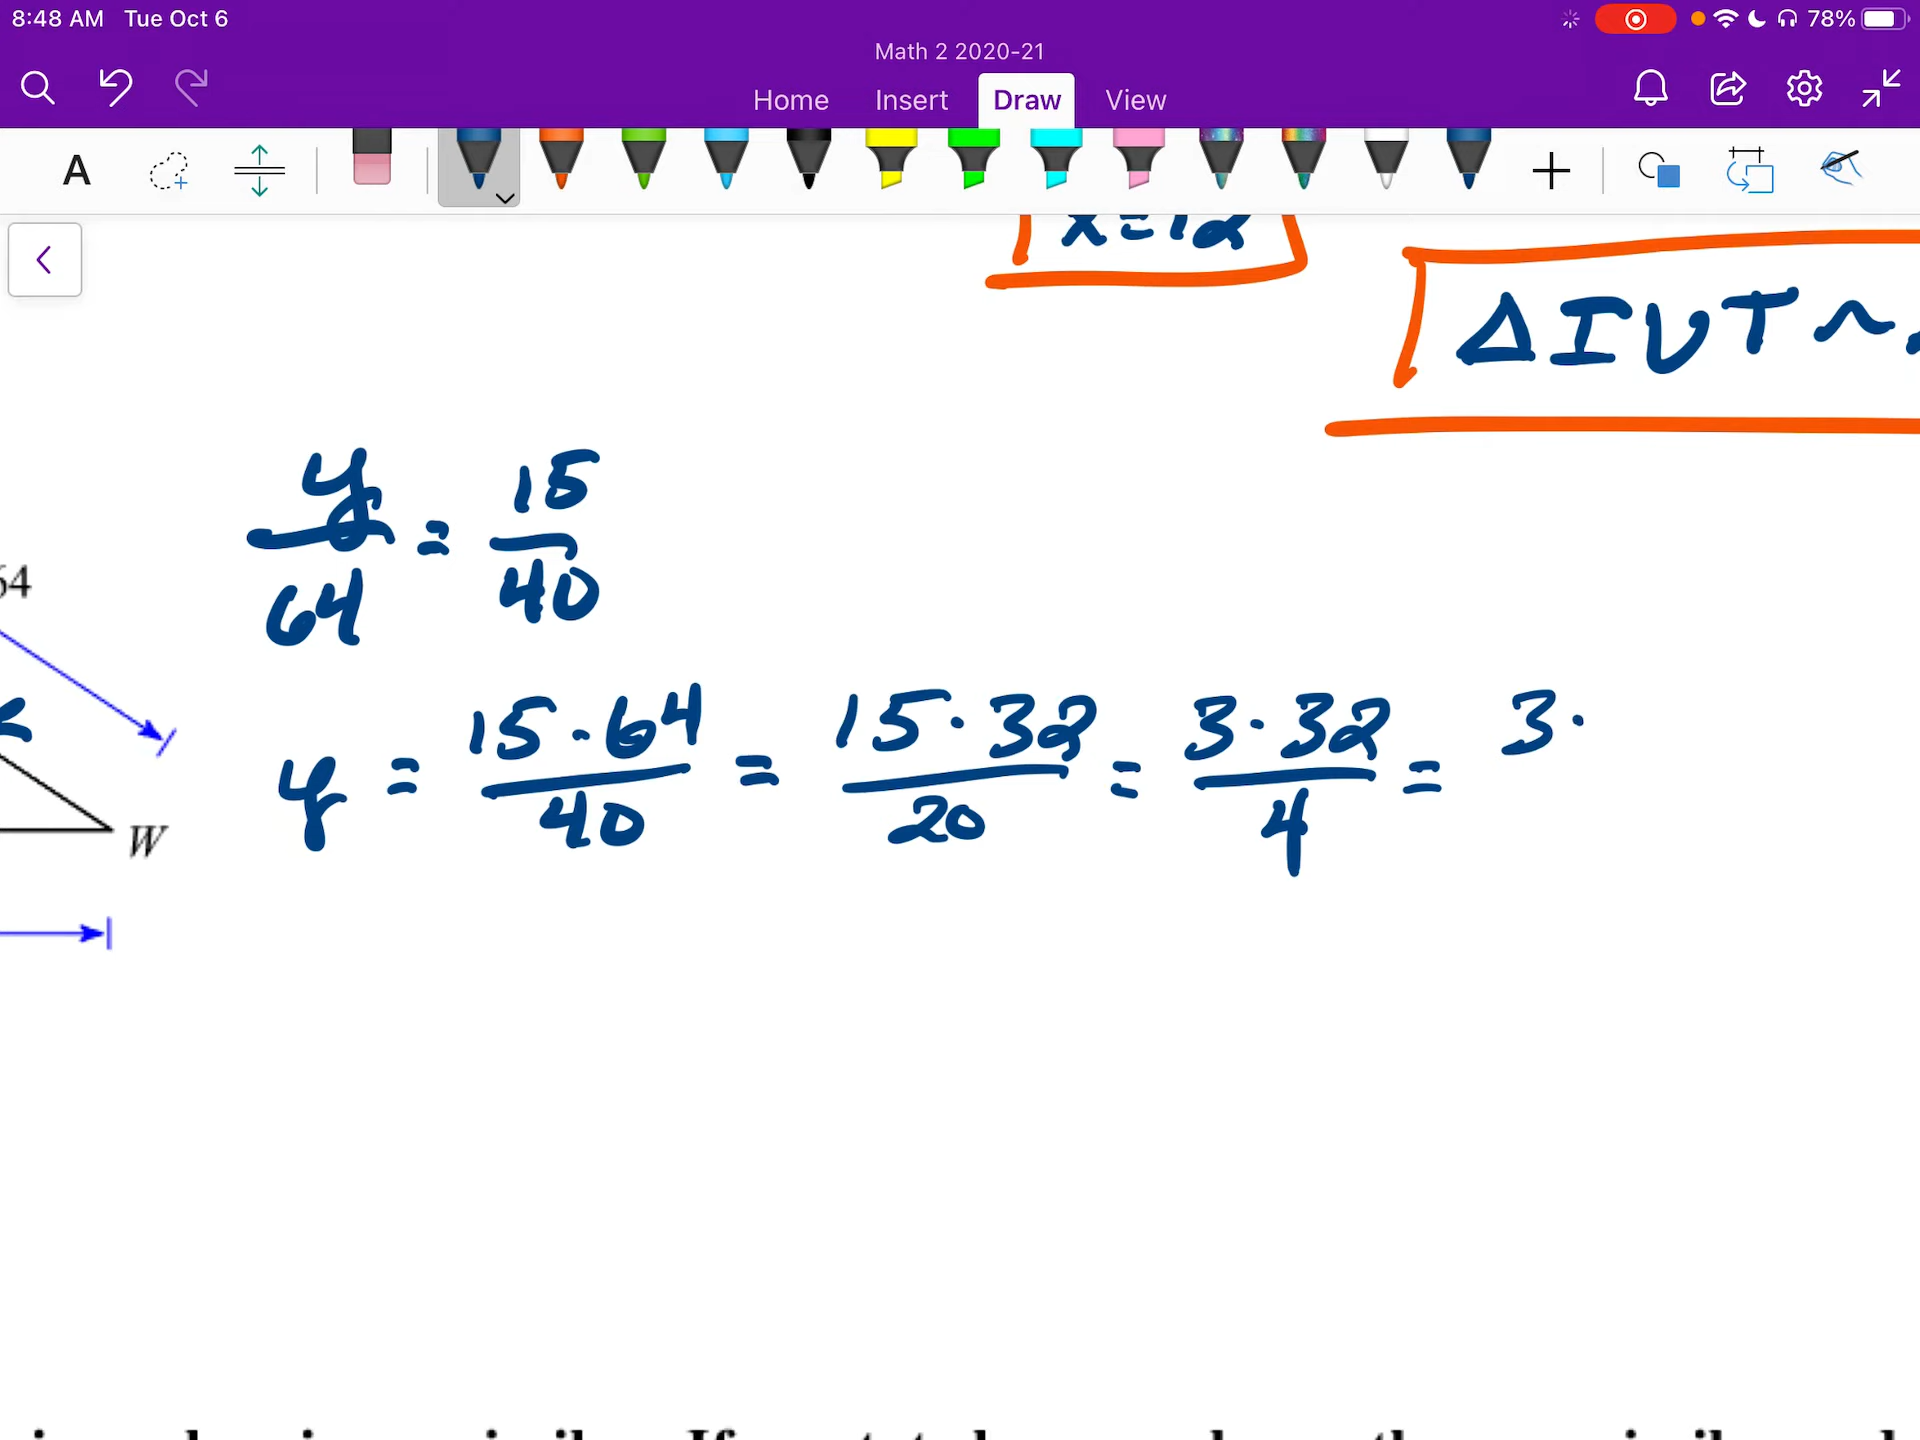 8:48 AM Tue Oct 6
78%
Math 2 2020-21
Home Insert Draw View
A
x = 12
Δ IUT ~
y/64 = 15/40
64
y = 15·64/40 = 15·32/20 = 3·32/4 = 3·
W